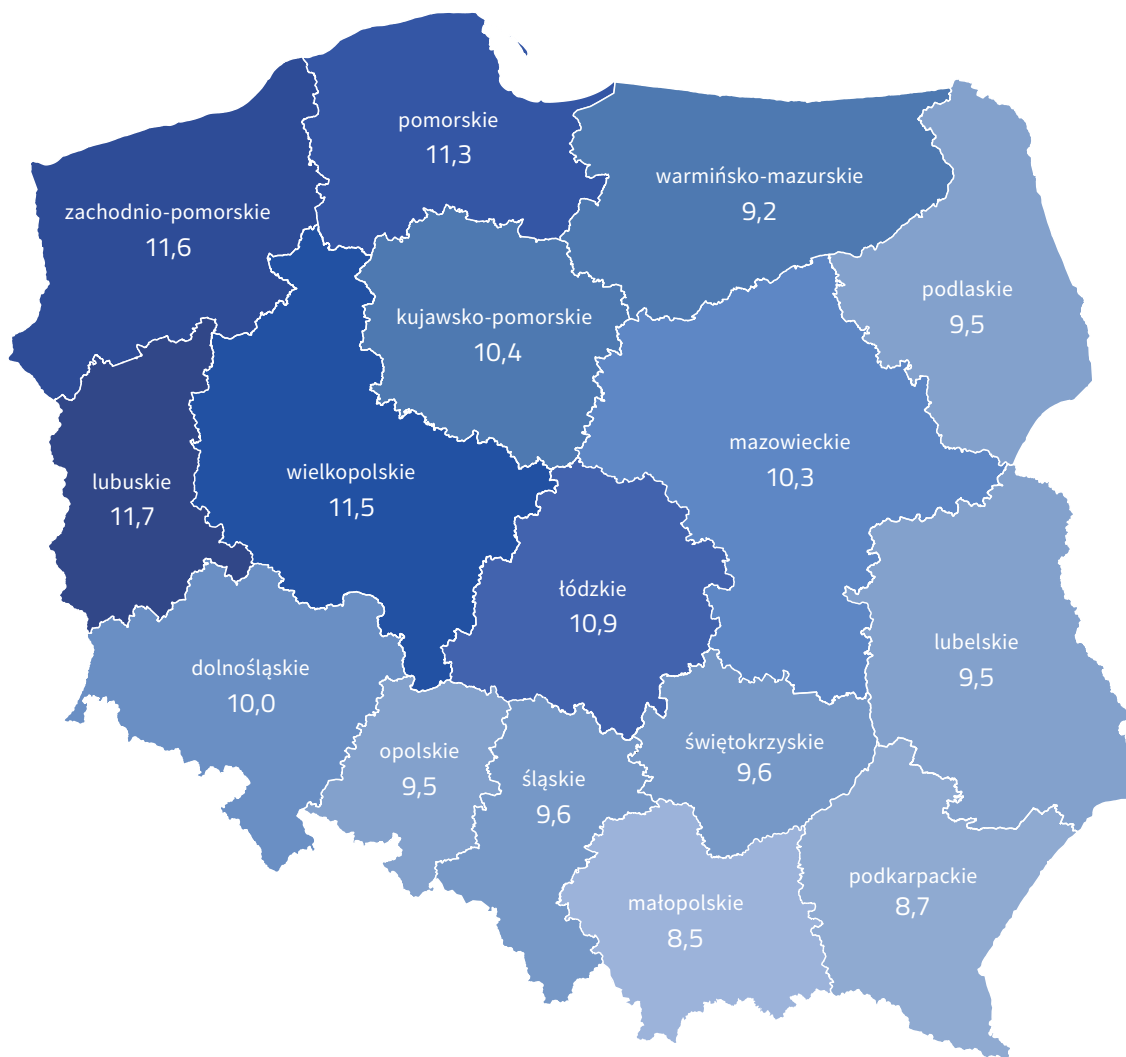 pomorskie
11,3
warmińsko-mazurskie
9,2
zachodnio-pomorskie
11,6
podlaskie
9,5
kujawsko-pomorskie
10,4
mazowieckie
10,3
wielkopolskie
11,5
lubuskie
11,7
łódzkie
10,9
lubelskie
9,5
dolnośląskie
10,0
świętokrzyskie
9,6
opolskie
9,5
śląskie
9,6
podkarpackie
8,7
małopolskie
8,5